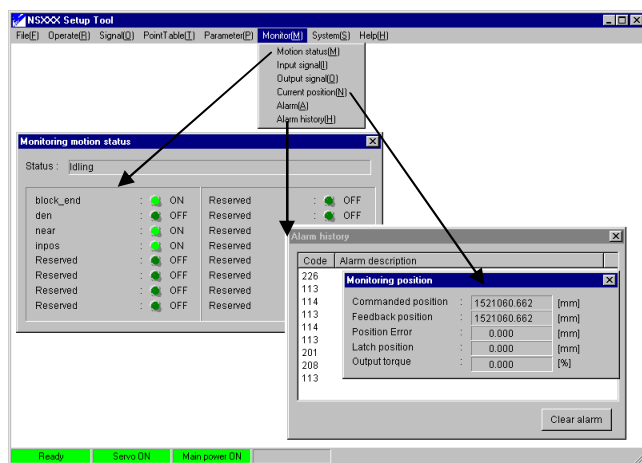 NSXXX Setup Tool
File(F) Operate(R) Signal(Q) PointTable(T) Parameter(P) Monitor(M) System(S) Help(H)
Motion status(M)
Input signal(I)
Output signal(O)
Current position(N)
Alarm(A)
Alarm history(H)
Monitoring motion status
Status : Idling
block_end : ON Reserved : OFF
den : OFF Reserved : OFF
near : ON Reserved
inpos : ON Reserved
Reserved : OFF Reserved
Reserved : OFF Reserved
Reserved : OFF Reserved
Reserved : OFF Reserved
Alarm history
Code Alarm description
226
113
114
113
114
113
201
208
113
Monitoring position
Commanded position : 1521060.662 [mm]
Feedback position : 1521060.662 [mm]
Position Error : 0.000 [mm]
Latch position : 0.000 [mm]
Output torque : 0.000 [%]
Clear alarm
Ready Servo ON Main power ON